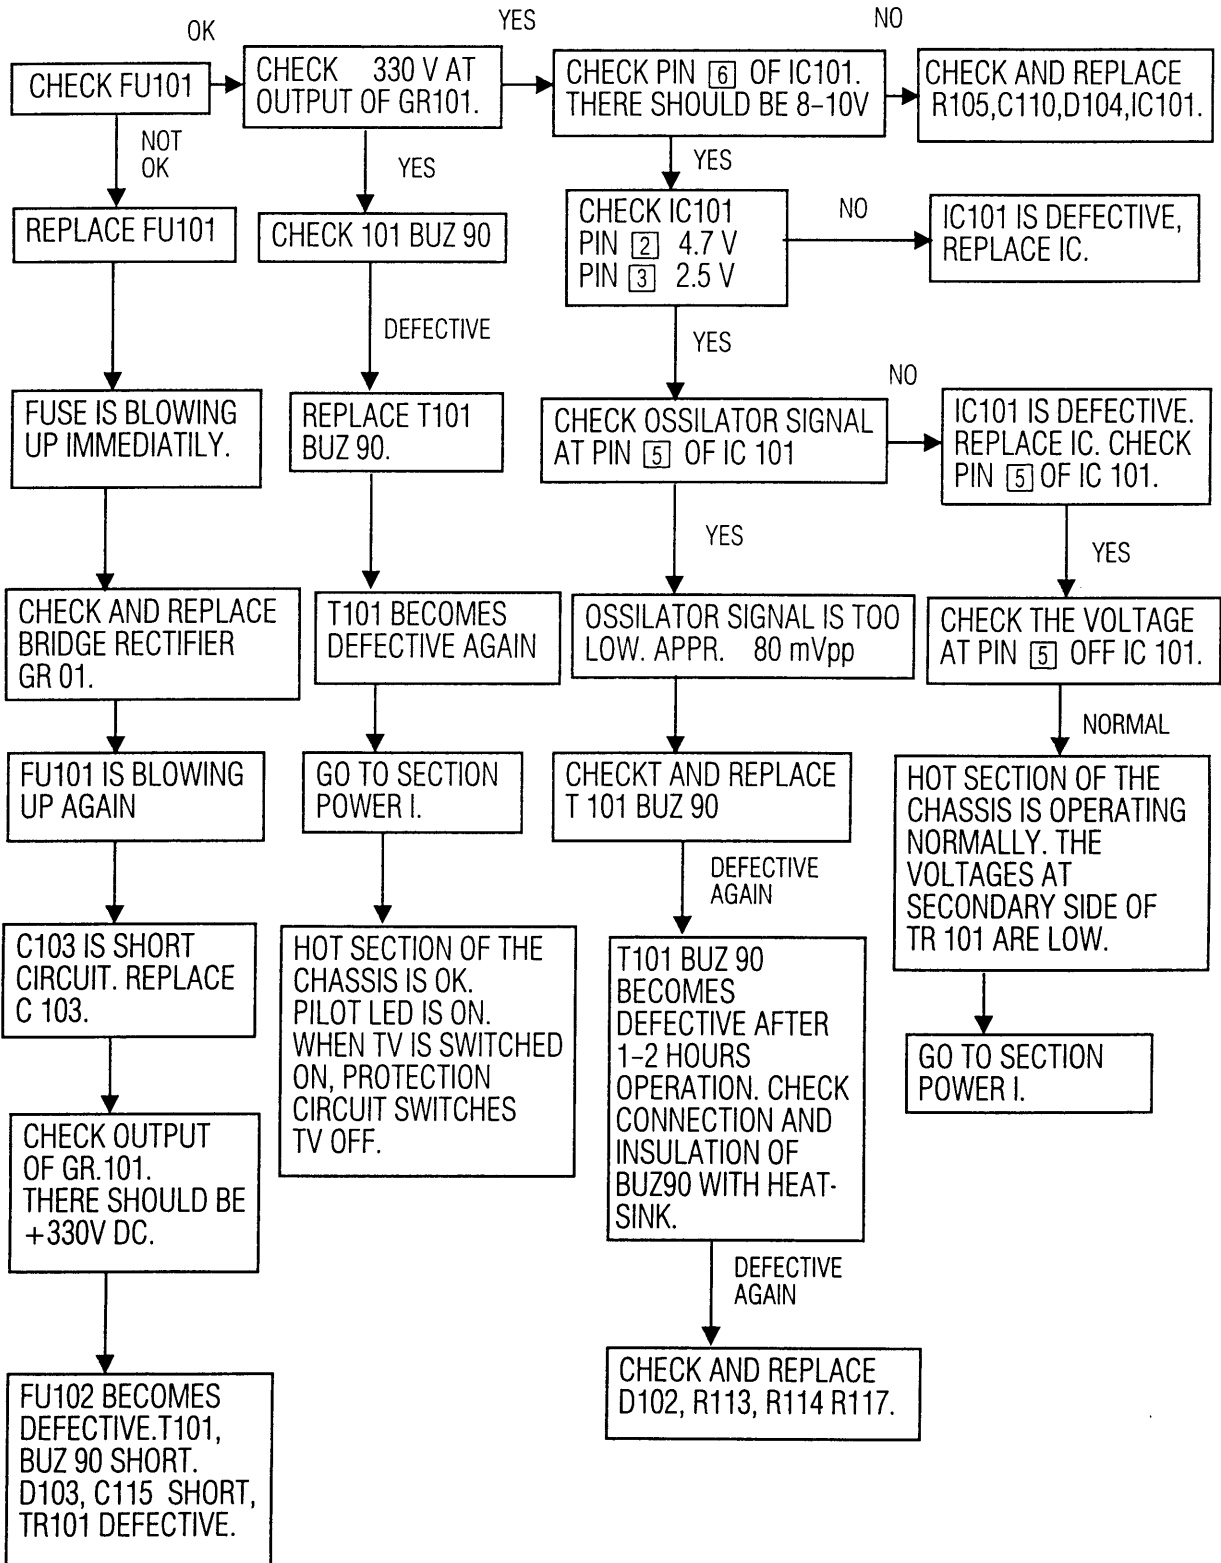 OK
YES
NO
CHECK FU101
CHECK 330 V AT
OUTPUT OF GR101.
CHECK PIN 6 OF IC101.
THERE SHOULD BE 8–10V
CHECK AND REPLACE
R105,C110,D104,IC101.
NOT
OK
YES
YES
REPLACE FU101
CHECK 101 BUZ 90
CHECK IC101
PIN 2 4.7 V
PIN 3 2.5 V
NO
IC101 IS DEFECTIVE,
REPLACE IC.
DEFECTIVE
YES
NO
FUSE IS BLOWING
UP IMMEDIATILY.
REPLACE T101
BUZ 90.
CHECK OSSILATOR SIGNAL
AT PIN 5 OF IC 101
IC101 IS DEFECTIVE.
REPLACE IC. CHECK
PIN 5 OF IC 101.
YES
YES
CHECK AND REPLACE
BRIDGE RECTIFIER
GR 01.
T101 BECOMES
DEFECTIVE AGAIN
OSSILATOR SIGNAL IS TOO
LOW. APPR. 80 mVpp
CHECK THE VOLTAGE
AT PIN 5 OFF IC 101.
NORMAL
FU101 IS BLOWING
UP AGAIN
GO TO SECTION
POWER I.
CHECKT AND REPLACE
T 101 BUZ 90
HOT SECTION OF THE
CHASSIS IS OPERATING
NORMALLY. THE
VOLTAGES AT
SECONDARY SIDE OF
TR 101 ARE LOW.
DEFECTIVE
AGAIN
C103 IS SHORT
CIRCUIT. REPLACE
C 103.
HOT SECTION OF THE
CHASSIS IS OK.
PILOT LED IS ON.
WHEN TV IS SWITCHED
ON, PROTECTION
CIRCUIT SWITCHES
TV OFF.
T101 BUZ 90
BECOMES
DEFECTIVE AFTER
1–2 HOURS
OPERATION. CHECK
CONNECTION AND
INSULATION OF
BUZ90 WITH HEAT-
SINK.
GO TO SECTION
POWER I.
CHECK OUTPUT
OF GR.101.
THERE SHOULD BE
+330V DC.
DEFECTIVE
AGAIN
CHECK AND REPLACE
D102, R113, R114 R117.
FU102 BECOMES
DEFECTIVE.T101,
BUZ 90 SHORT.
D103, C115 SHORT,
TR101 DEFECTIVE.